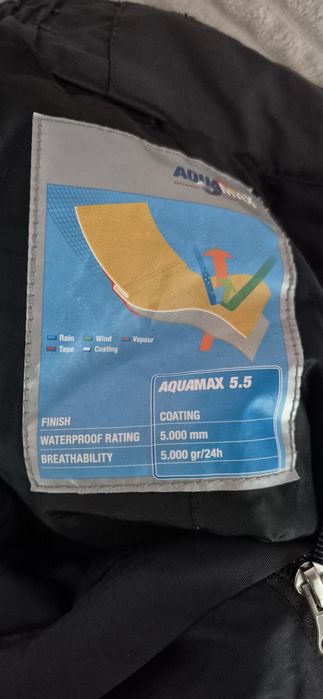 AQUAMAX
Rain Wind Vapour
Tape Coating
AQUAMAX 5.5
FINISH COATING
WATERPROOF RATING 5.000 mm
BREATHABILITY 5.000 gr/24h